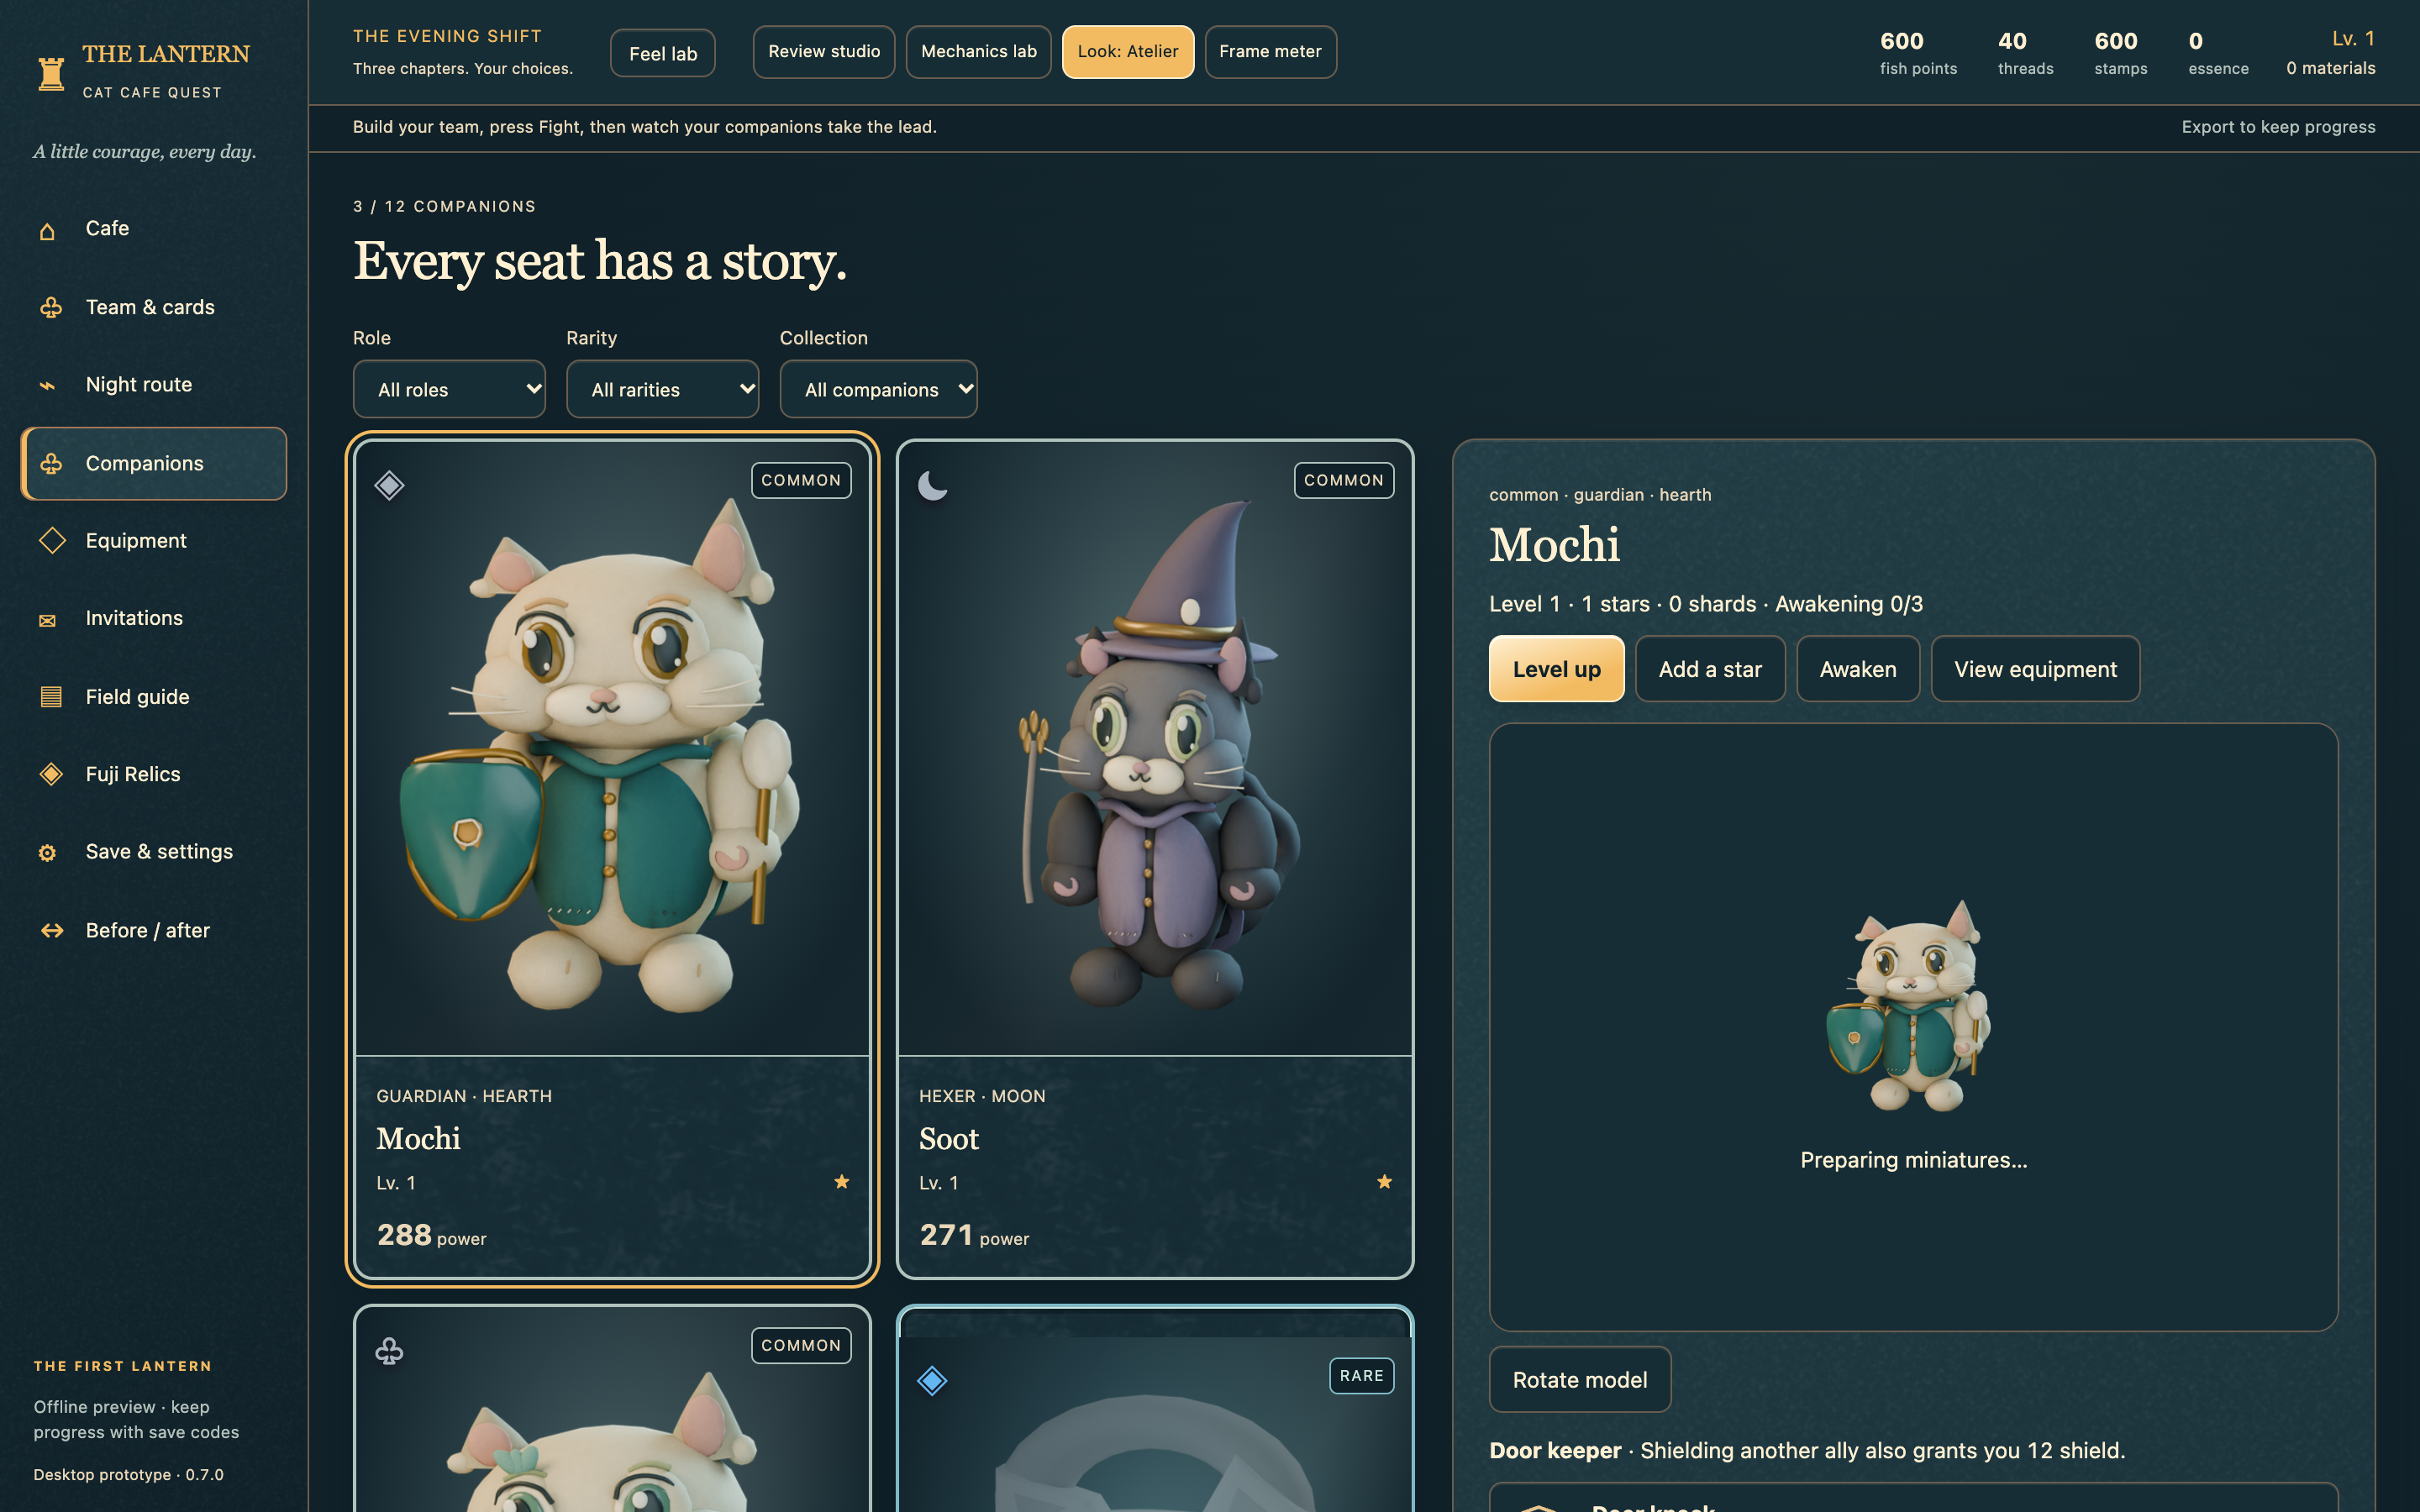 THE LANTERN
CAT CAFE QUEST
A little courage, every day.
Cafe
Team & cards
Night route
Companions
Equipment
Invitations
Field guide
Fuji Relics
Save & settings
Before / after
THE FIRST LANTERN
Offline preview · keep
progress with save codes
Desktop prototype · 0.7.0
THE EVENING SHIFT
Three chapters. Your choices.
Feel lab
Review studio
Mechanics lab
Look: Atelier
Frame meter
600
fish points
40
threads
600
stamps
0
essence
Lv. 1
0 materials
Build your team, press Fight, then watch your companions take the lead.
Export to keep progress
3 / 12 COMPANIONS
Every seat has a story.
Role
Rarity
Collection
All roles
All rarities
All companions
COMMON
GUARDIAN · HEARTH
Mochi
Lv. 1
288 power
COMMON
HEXER · MOON
Soot
Lv. 1
271 power
COMMON
RARE
common · guardian · hearth
Mochi
Level 1 · 1 stars · 0 shards · Awakening 0/3
Level up
Add a star
Awaken
View equipment
Preparing miniatures...
Rotate model
Door keeper · Shielding another ally also grants you 12 shield.